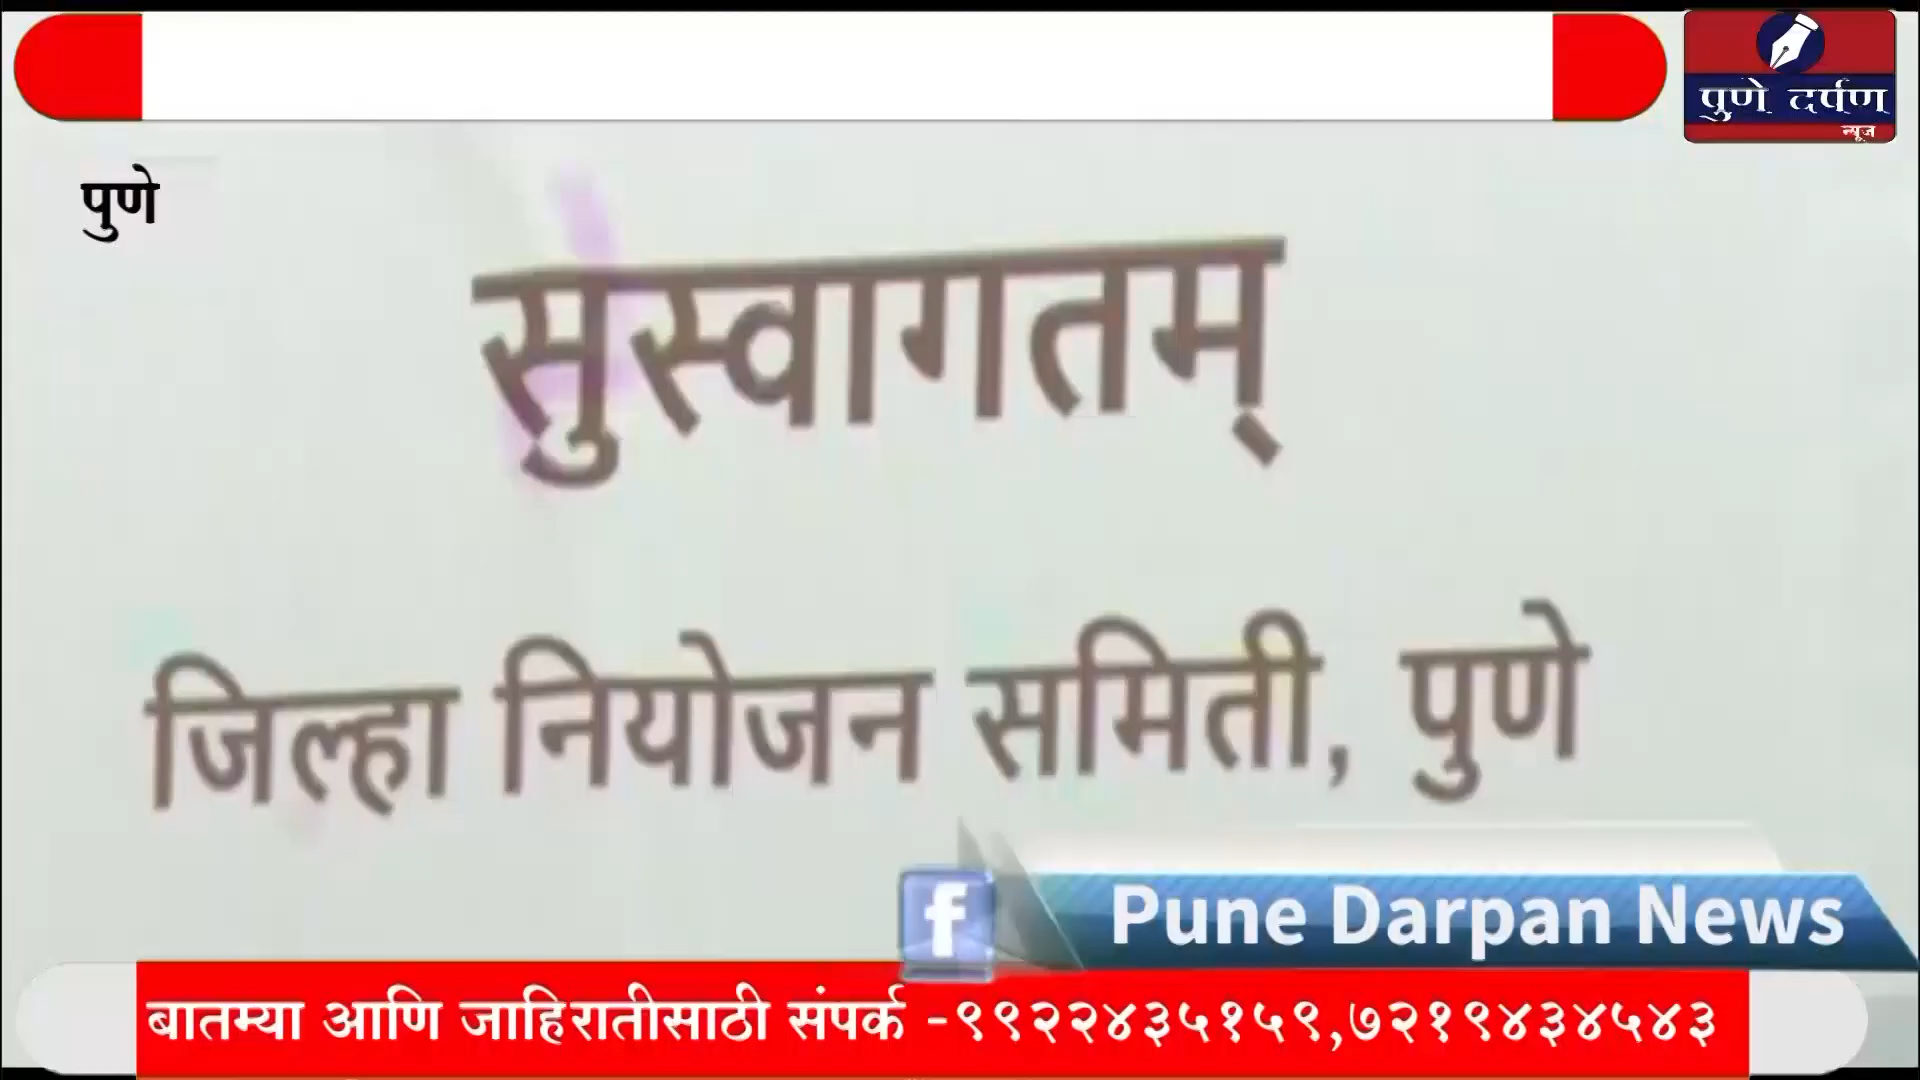 पुणे दर्पण
न्यूज
पुणे
सुस्वागतम्
जिल्हा नियोजन समिती, पुणे
f Pune Darpan News
बातम्या आणि जाहिरातीसाठी संपर्क -९९२२४३५१५९,७२१९४३४५४३